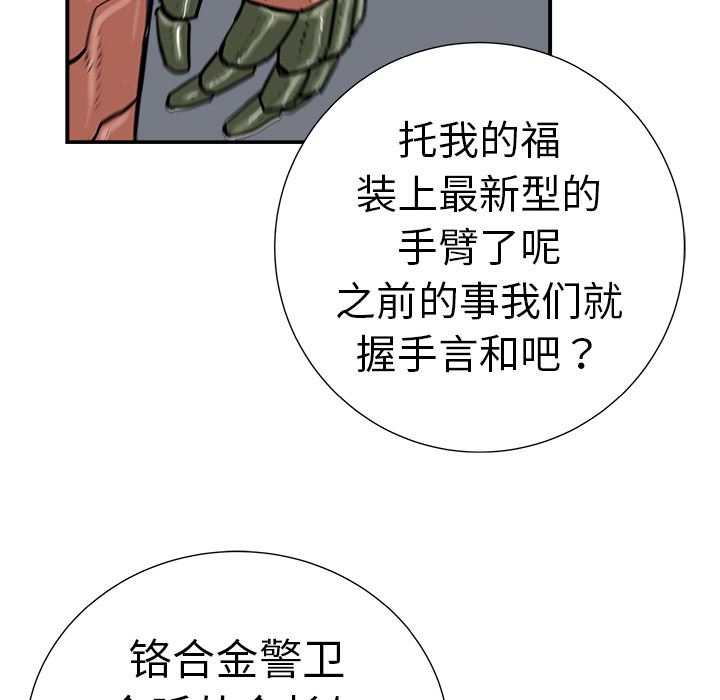 托我的福
装上最新型的
手臂了呢
之前的事我们就
握手言和吧？
铬合金警卫